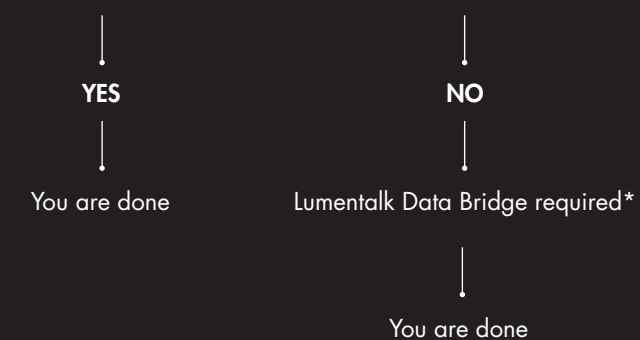 YES
NO
You are done
Lumentalk Data Bridge required*
You are done